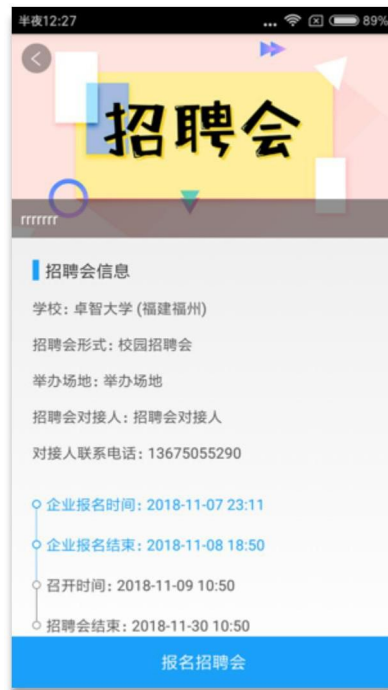 半夜12:27
... 89%
招聘会
rrrrrrr
招聘会信息
学校: 卓智大学 (福建福州)
招聘会形式: 校园招聘会
举办场地: 举办场地
招聘会对接人: 招聘会对接人
对接人联系电话: 13675055290
企业报名时间: 2018-11-07 23:11
企业报名结束: 2018-11-08 18:50
召开时间: 2018-11-09 10:50
招聘会结束: 2018-11-30 10:50
报名招聘会